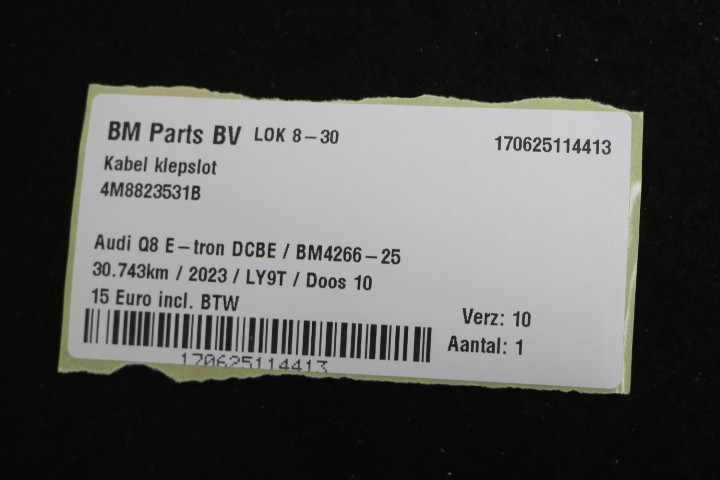 BM Parts BV LOK 8-30 170625114413
Kabel klepslot
4M8823531B
Audi Q8 E-tron DCBE / BM4266-25
30.743km / 2023 / LY9T / Doos 10
15 Euro incl. BTW
Verz: 10
Aantal: 1
170625114413